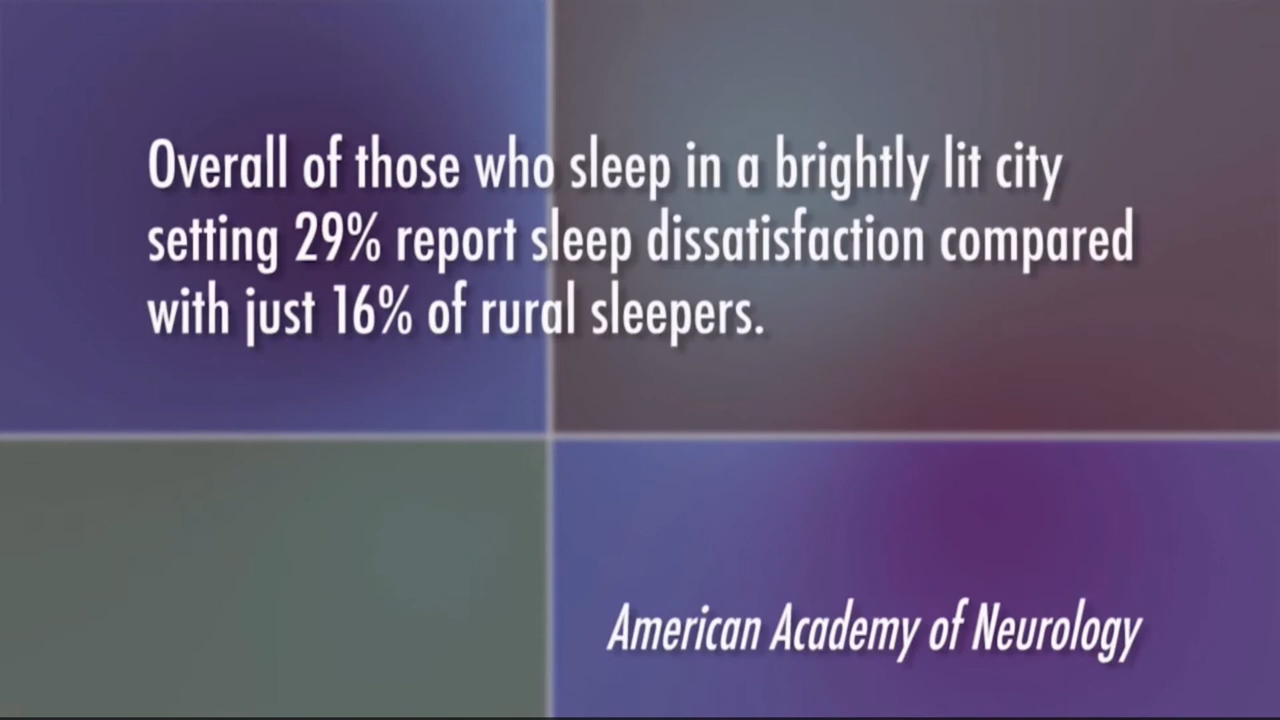 Overall of those who sleep in a brightly lit city
setting 29% report sleep dissatisfaction compared
with just 16% of rural sleepers.
American Academy of Neurology